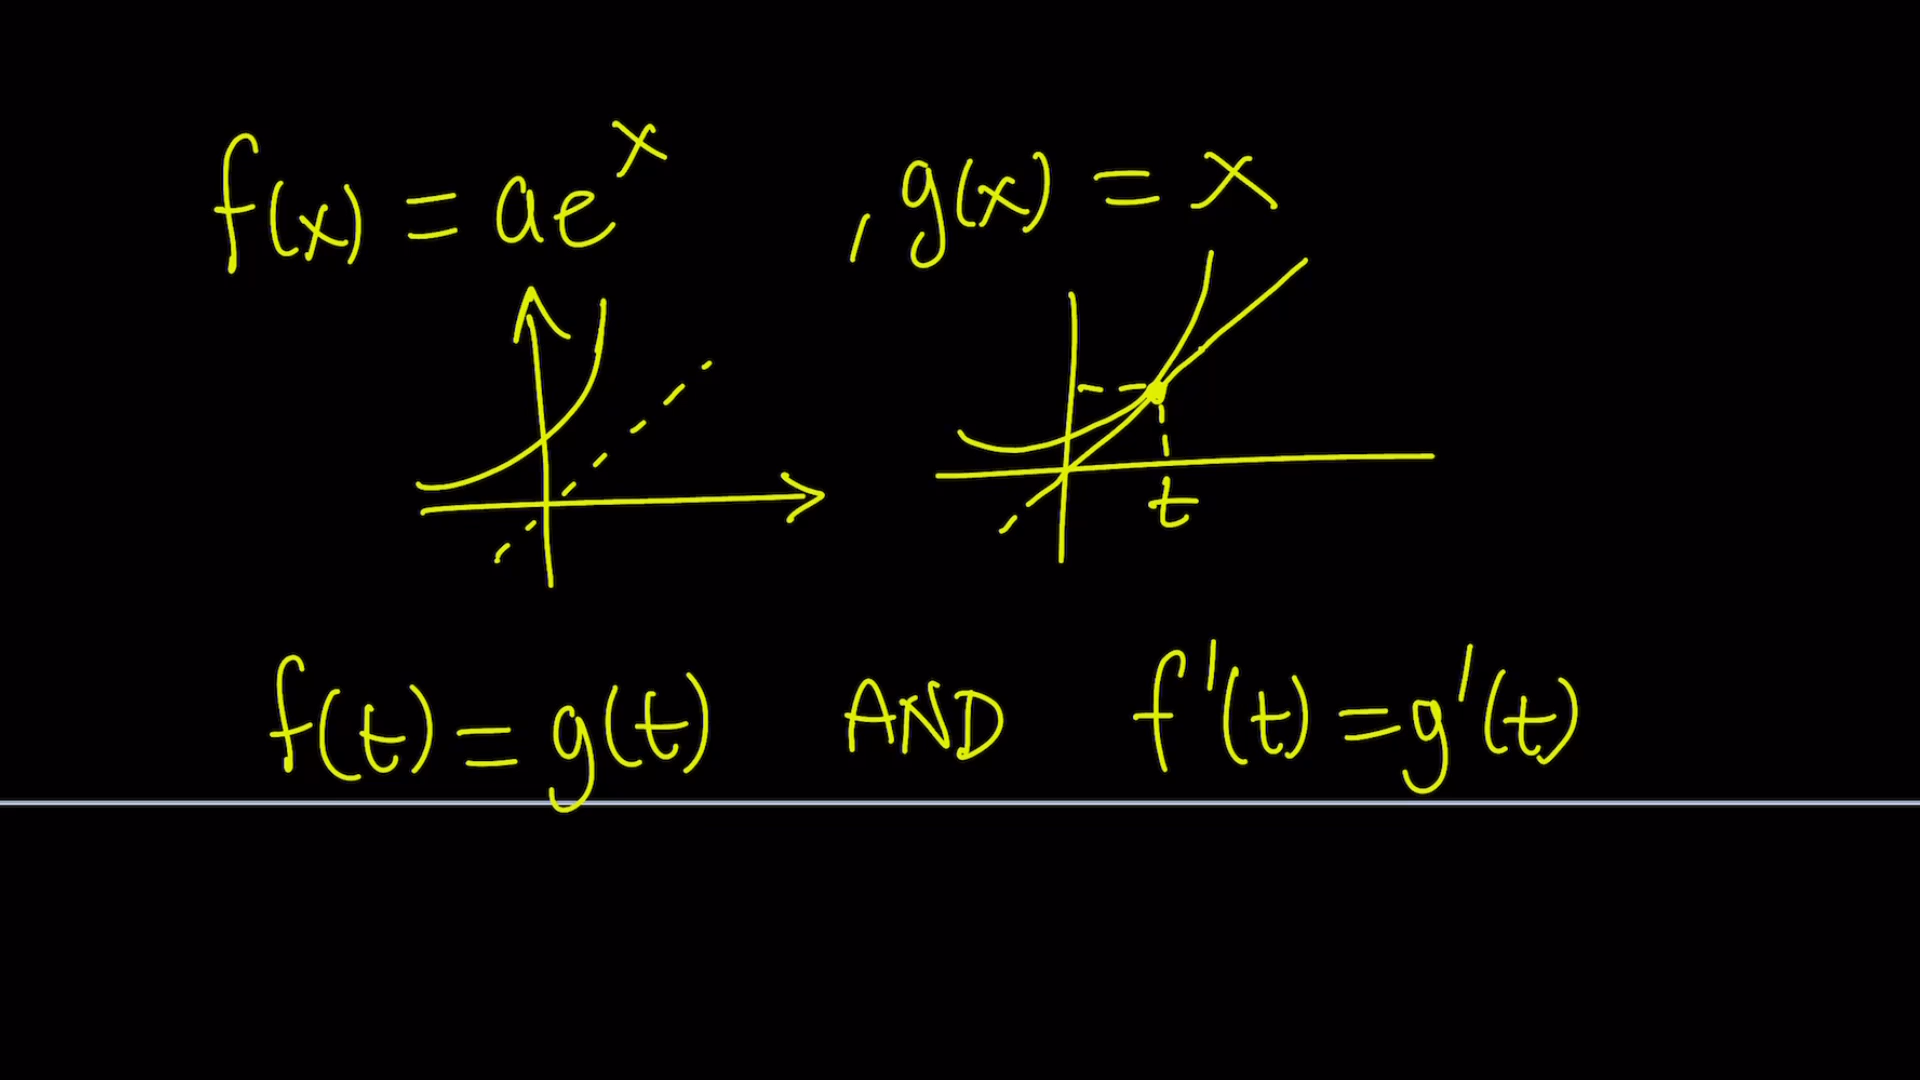 f(x) = ae^x , g(x) = x
t
f(t) = g(t) AND f'(t) = g'(t)